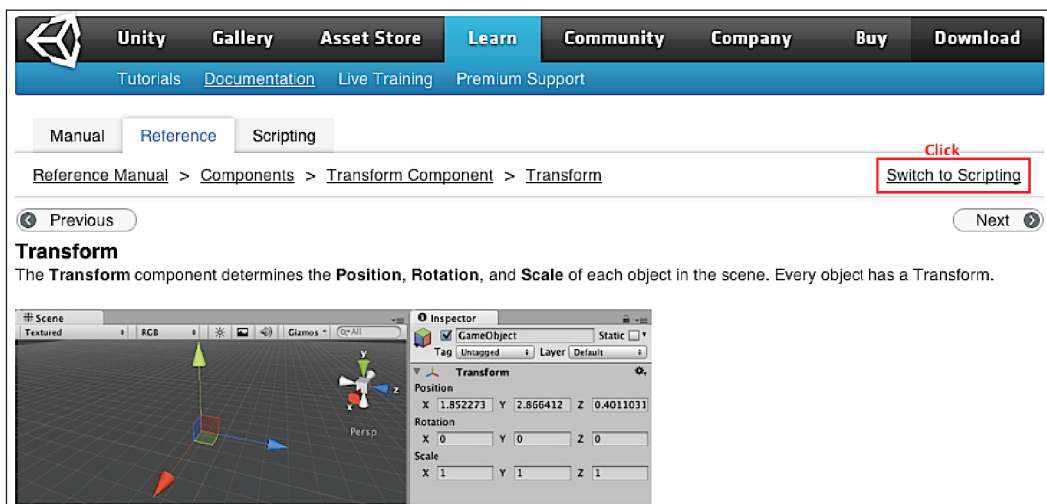 Unity Gallery Asset Store Learn Community Company Buy Download
Tutorials Documentation Live Training Premium Support
Manual Reference Scripting
Click
Reference Manual > Components > Transform Component > Transform Switch to Scripting
Previous Next
Transform
The Transform component determines the Position, Rotation, and Scale of each object in the scene. Every object has a Transform.
Scene
Textured RGB Gizmos All
y
z
x
Persp
Inspector
GameObject Static
Tag Untagged Layer Default
Transform
Position
X 1.852273 Y 2.866412 Z 0.4011031
Rotation
X 0 Y 0 Z 0
Scale
X 1 Y 1 Z 1